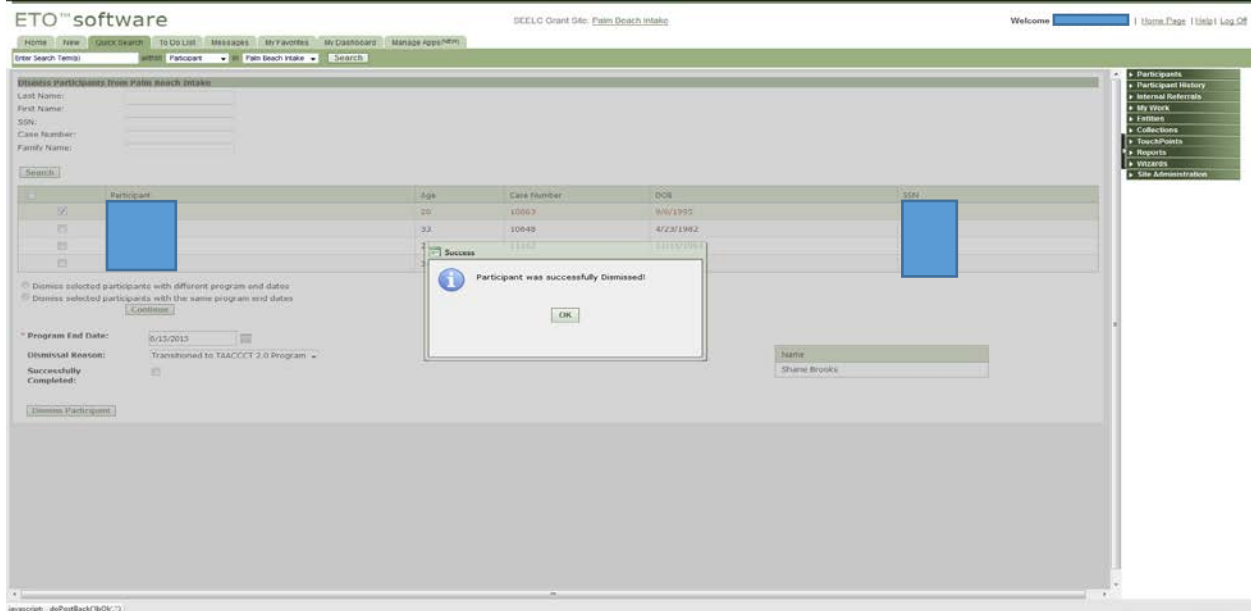 ETO™software
SEELC Grant Site: Palm Beach Intake
Welcome | Home Page | Help | Log Off
Home New Quick Search To Do List Messages My Favorites My Dashboard Manage Apps (NEW!)
Enter Search Term(s) within Participant in Palm Beach Intake Search
Dismiss Participants from Palm Beach Intake
Last Name:
First Name:
SSN:
Case Number:
Family Name:
Search
Participant Age Case Number DOB SSN
20 10863 9/6/1995
33 10648 4/23/1982
Dismiss selected participants with different program end dates
Dismiss selected participants with the same program end dates
Continue
* Program End Date: 6/15/2015
Dismissal Reason: Transitioned to TAACCCT 2.0 Program
Successfully
Completed:
Dismiss Participant
Success
Participant was successfully Dismissed!
OK
Name
Shane Brooks
Participants
Participant History
Internal Referrals
My Work
Entities
Collections
TouchPoints
Reports
Wizards
Site Administration